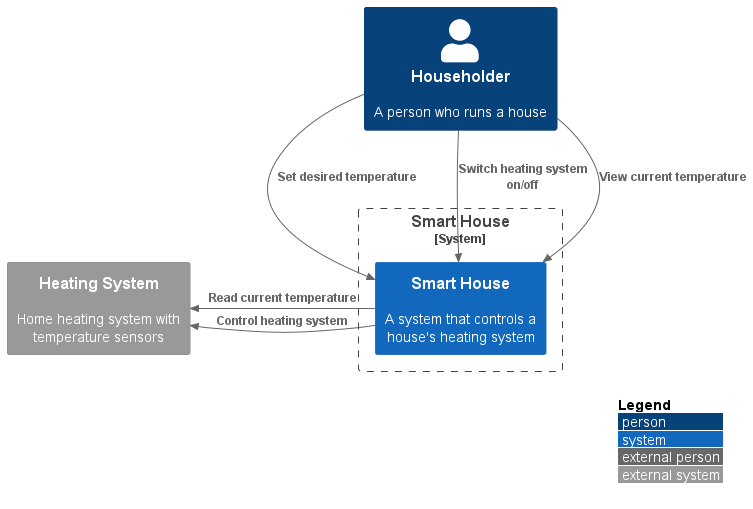 Householder
A person who runs a house
Set desired temperature
Switch heating system
on/off
View current temperature
Smart House
[System]
Heating System
Home heating system with
temperature sensors
Read current temperature
Control heating system
Smart House
A system that controls a
house's heating system
Legend
person
system
external person
external system